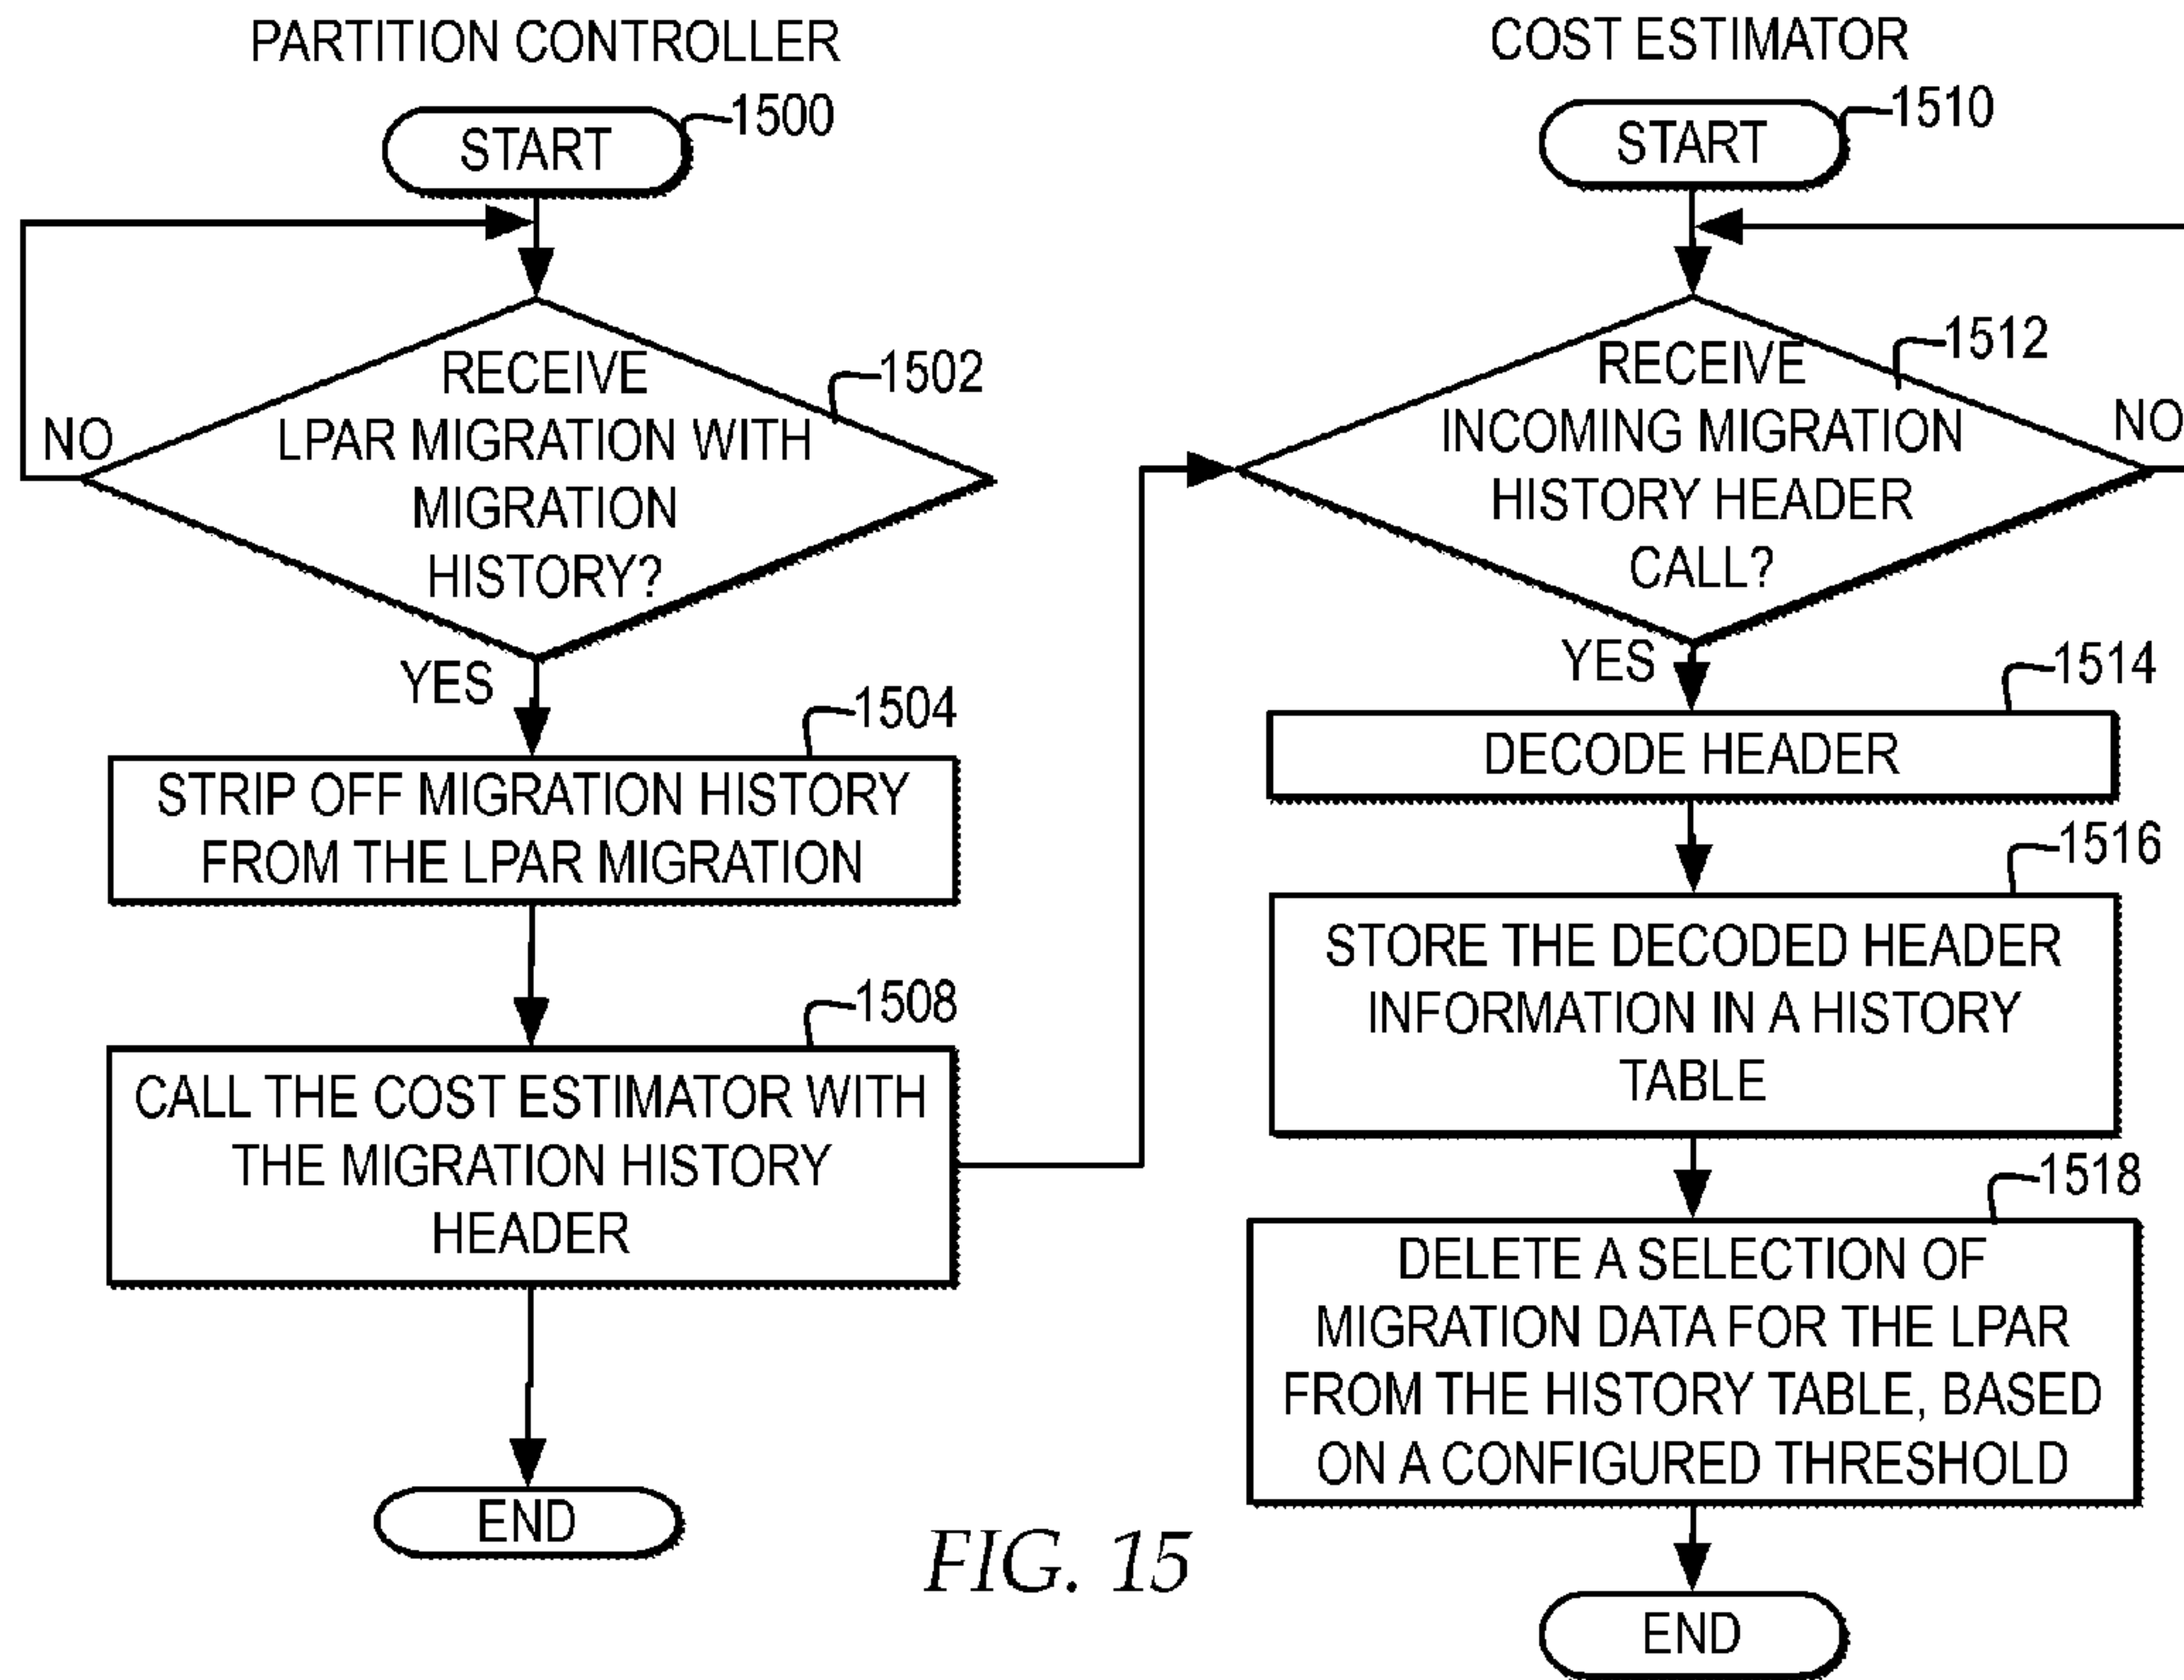 PARTITION CONTROLLER
START
1500
RECEIVE
LPAR MIGRATION WITH
MIGRATION
HISTORY?
1502
NO
YES
1504
STRIP OFF MIGRATION HISTORY
FROM THE LPAR MIGRATION
1508
CALL THE COST ESTIMATOR WITH
THE MIGRATION HISTORY
HEADER
END
COST ESTIMATOR
START
1510
RECEIVE
INCOMING MIGRATION
HISTORY HEADER
CALL?
1512
NO
YES
1514
DECODE HEADER
1516
STORE THE DECODED HEADER
INFORMATION IN A HISTORY
TABLE
1518
DELETE A SELECTION OF
MIGRATION DATA FOR THE LPAR
FROM THE HISTORY TABLE, BASED
ON A CONFIGURED THRESHOLD
END
FIG. 15